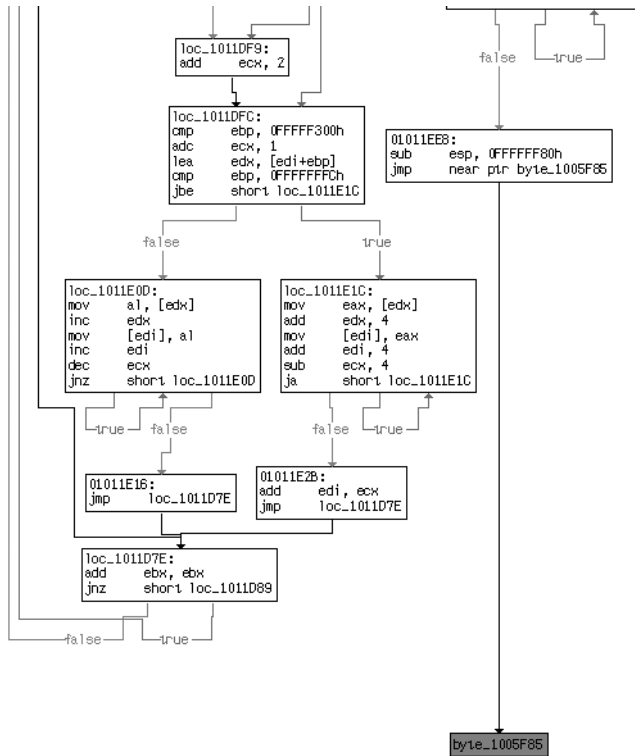 loc_1011DF9:
add ecx, 2
loc_1011DFC:
cmp ebp, 0FFFFF300h
adc ecx, 1
lea edx, [edi+ebp]
cmp ebp, 0FFFFFFFCh
jbe short loc_1011E1C
false
true
01011EE8:
sub esp, 0FFFFFF80h
jmp near ptr byte_1005F85
false
true
loc_1011E0D:
mov al, [edx]
inc edx
mov [edi], al
inc edi
dec ecx
jnz short loc_1011E0D
true
false
loc_1011E1C:
mov eax, [edx]
add edx, 4
mov [edi], eax
add edi, 4
sub ecx, 4
ja short loc_1011E1C
false
true
01011E16:
jmp loc_1011D7E
01011E2B:
add edi, ecx
jmp loc_1011D7E
loc_1011D7E:
add ebx, ebx
jnz short loc_1011D89
false
true
byte_1005F85